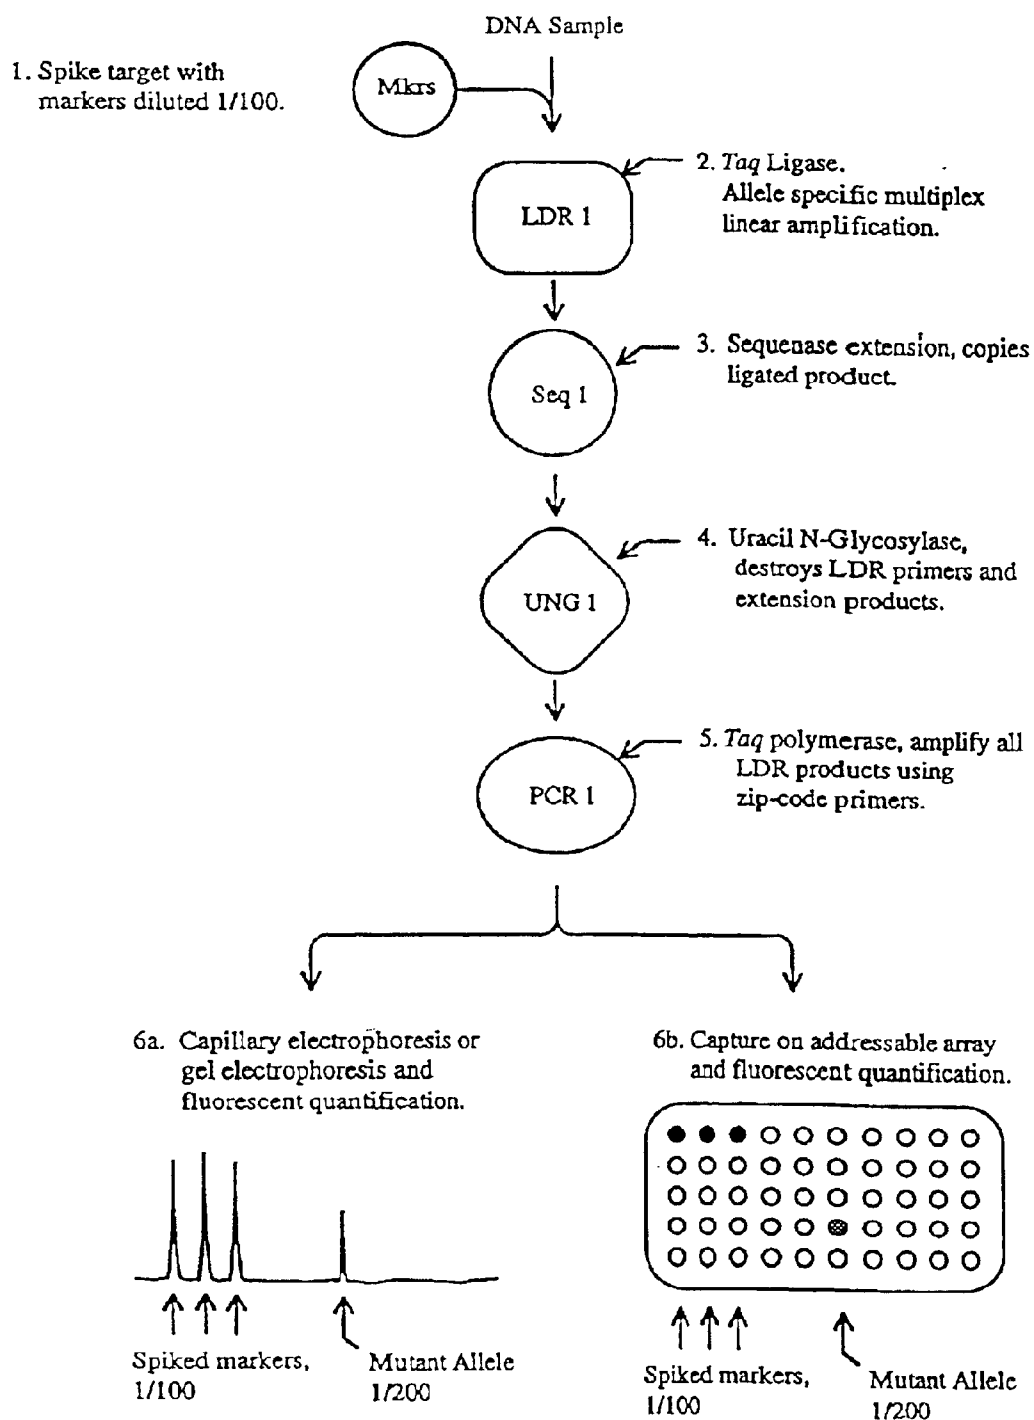 DNA Sample
1. Spike target with
markers diluted 1/100.
Mkrs
2. Taq Ligase.
Allele specific multiplex
linear amplification.
LDR 1
3. Sequenase extension, copies
ligated product.
Seq 1
4. Uracil N-Glycosylase,
destroys LDR primers and
extension products.
UNG 1
5. Taq polymerase, amplify all
LDR products using
zip-code primers.
PCR 1
6a. Capillary electrophoresis or
gel electrophoresis and
fluorescent quantification.
6b. Capture on addressable array
and fluorescent quantification.
Spiked markers,
1/100
Mutant Allele
1/200
Spiked markers,
1/100
Mutant Allele
1/200